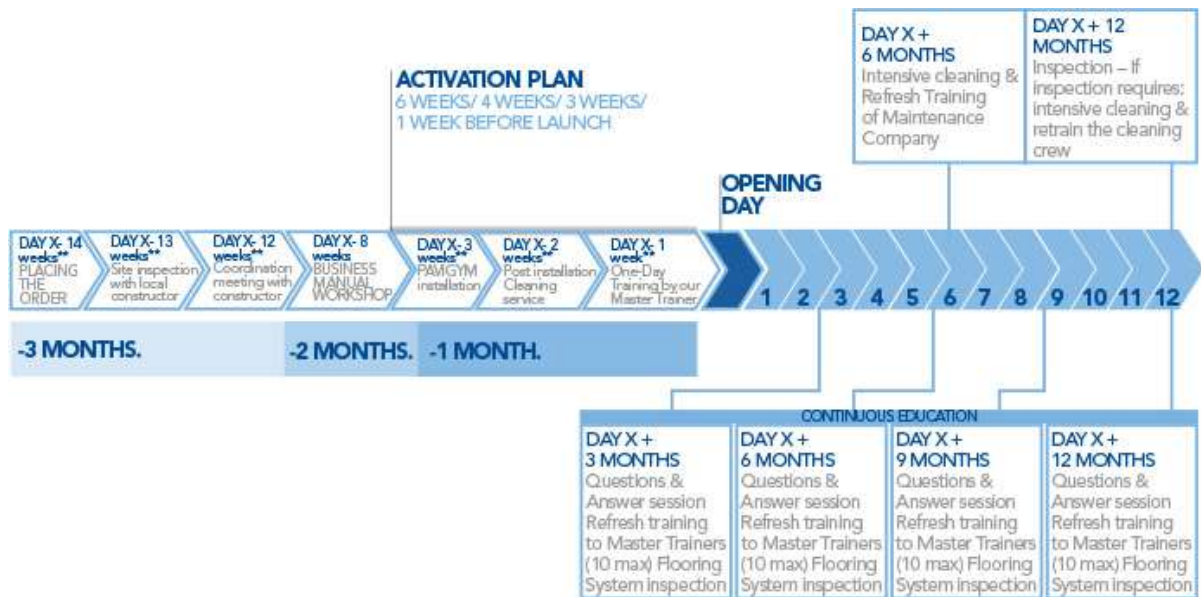 DAY X +
6 MONTHS
Intensive cleaning &
Refresh Training
of Maintenance
Company
DAY X + 12
MONTHS
Inspection – If
inspection requires:
intensive cleaning &
retrain the cleaning
crew
ACTIVATION PLAN
6 WEEKS/ 4 WEEKS/ 3 WEEKS/
1 WEEK BEFORE LAUNCH
OPENING
DAY
DAY X- 14
weeks**
PLACING
THE
ORDER
DAY X- 13
weeks**
Site inspection
with local
constructor
DAY X- 12
weeks**
Coordination
meeting with
constructor
DAY X- 8
weeks
BUSINESS
MANUAL
WORKSHOP
DAY X- 3
weeks**
PAVIGYM
installation
DAY X- 2
weeks**
Post installation
Cleaning
service
DAY X- 1
week**
One-Day
Training by our
Master Trainer
1 2 3 4 5 6 7 8 9 10 11 12
-3 MONTHS.
-2 MONTHS.
-1 MONTH.
CONTINUOUS EDUCATION
DAY X +
3 MONTHS
Questions &
Answer session
Refresh training
to Master Trainers
(10 max) Flooring
System inspection
DAY X +
6 MONTHS
Questions &
Answer session
Refresh training
to Master Trainers
(10 max) Flooring
System inspection
DAY X +
9 MONTHS
Questions &
Answer session
Refresh training
to Master Trainers
(10 max) Flooring
System inspection
DAY X +
12 MONTHS
Questions &
Answer session
Refresh training
to Master Trainers
(10 max) Flooring
System inspection